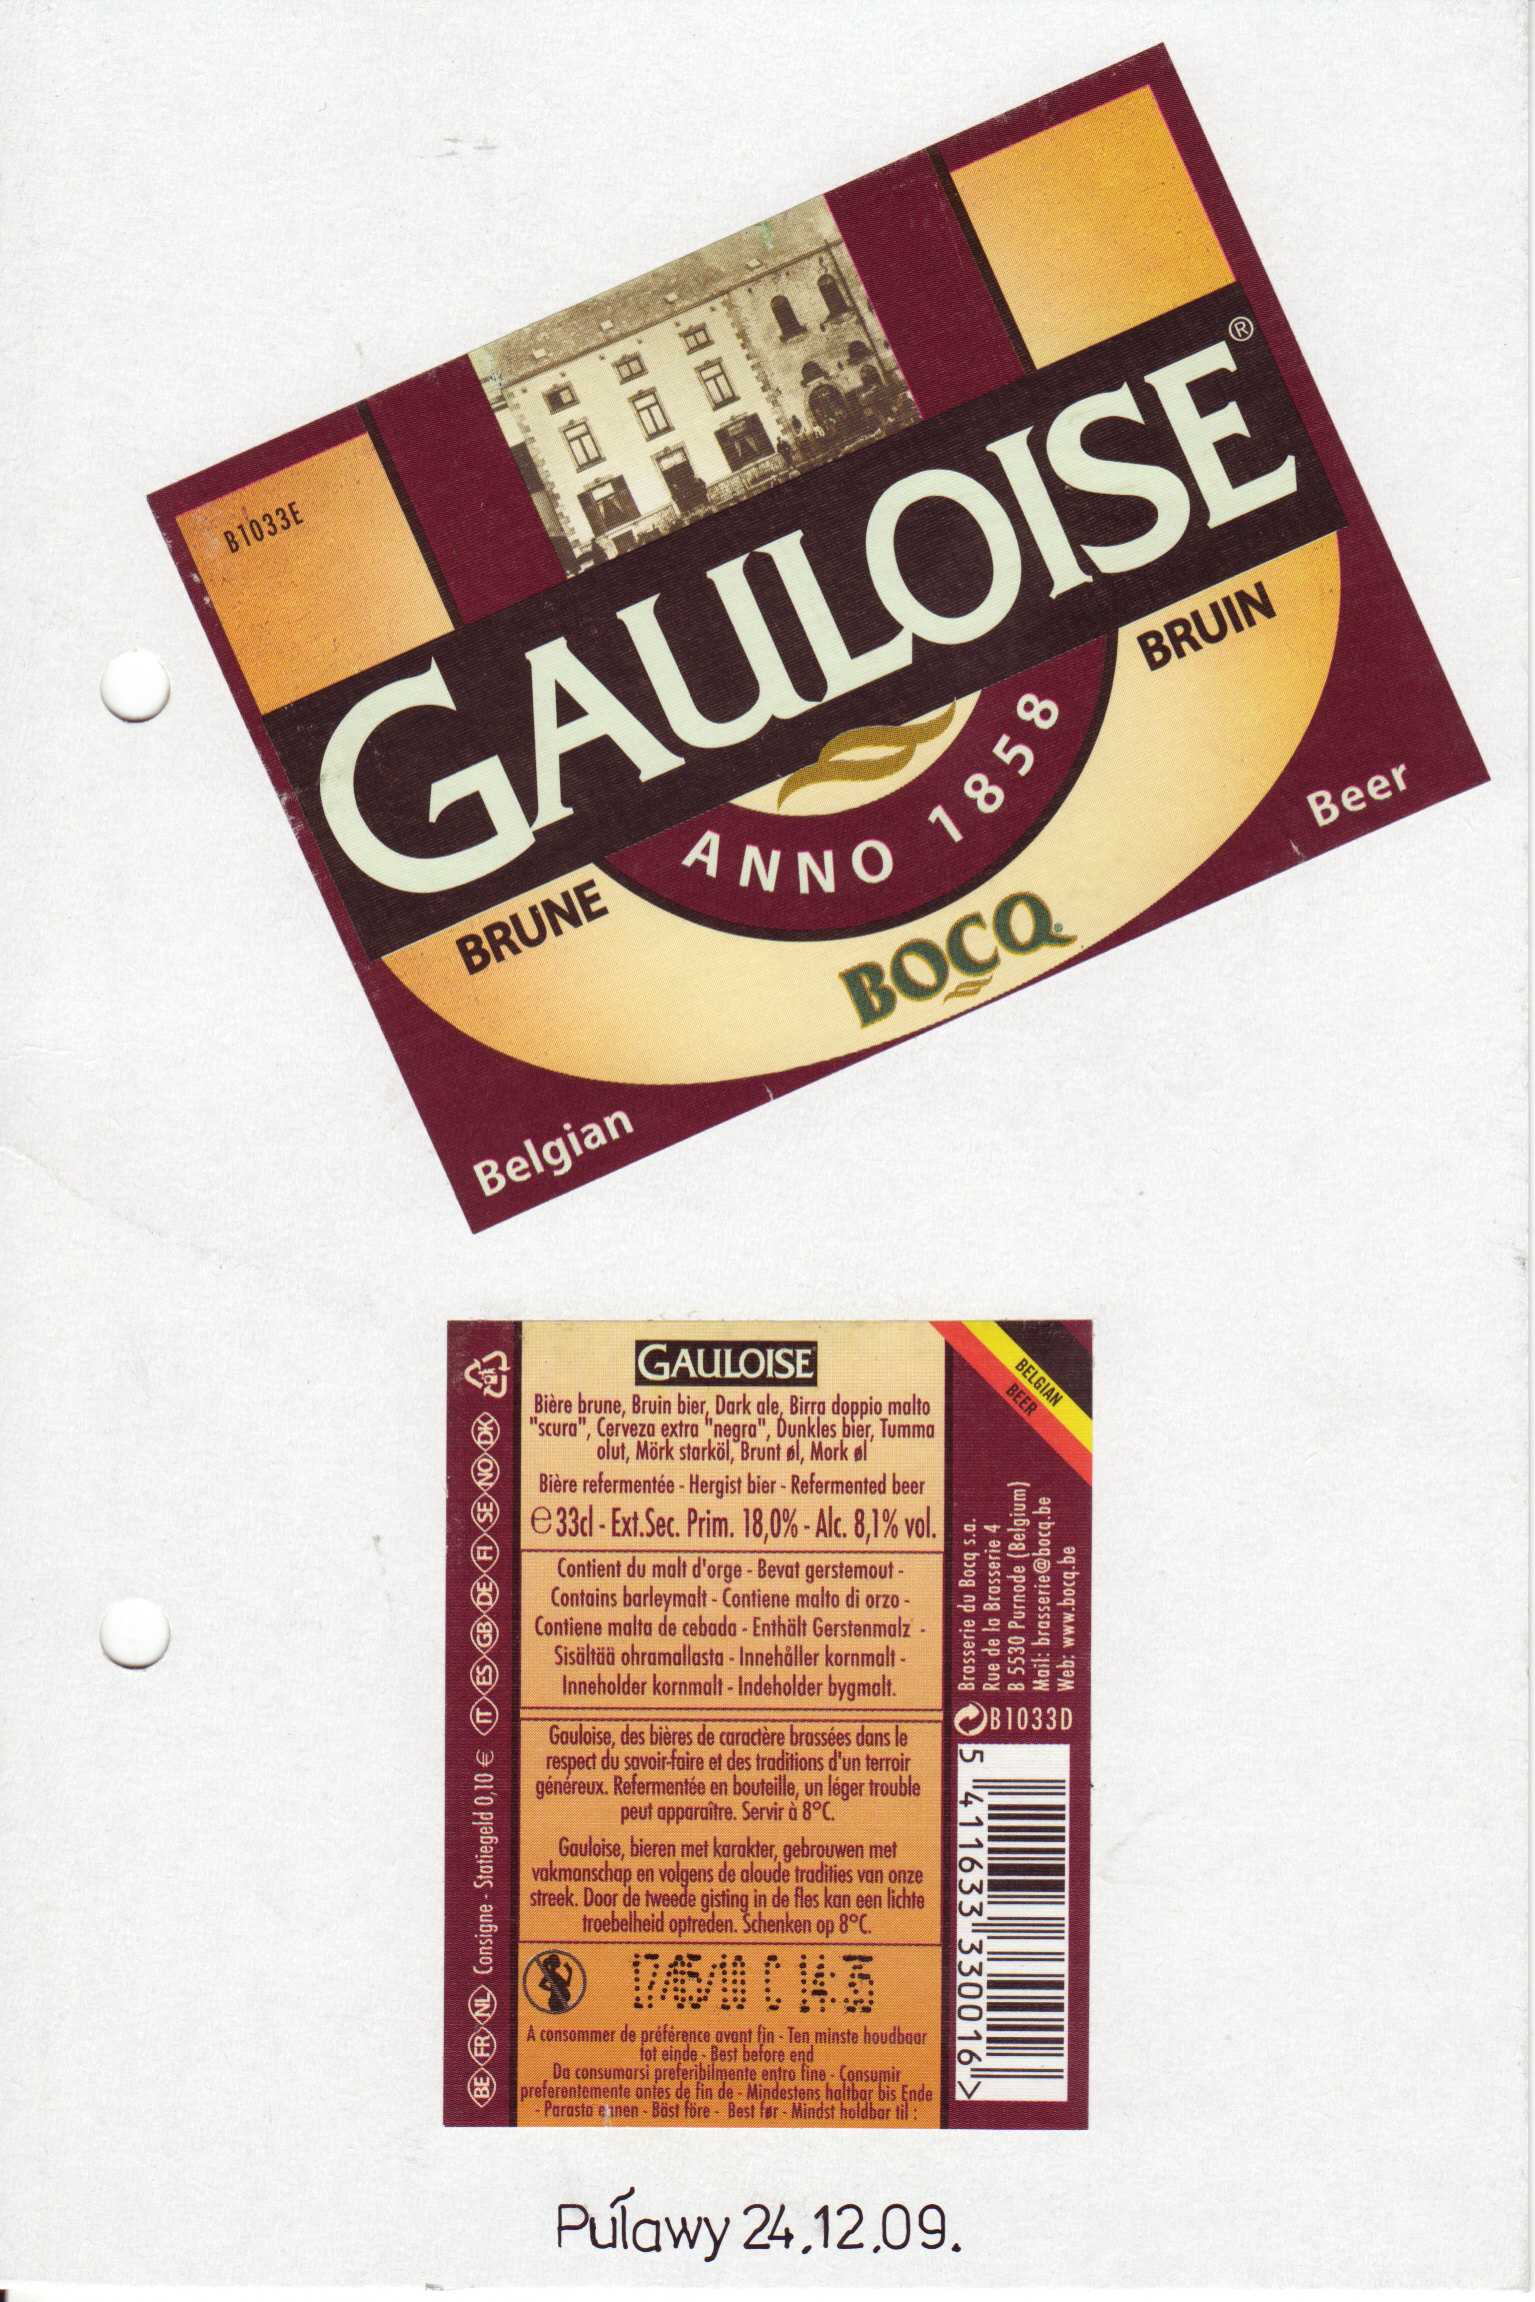 B1033E
GAULOISE®
BRUNE
BRUIN
ANNO 1858
BOCQ®
Belgian
Beer
GAULOISE
Bière brune, Bruin bier, Dark ale, Birra doppio malto
"scura", Cerveza extra "negra", Dunkles bier, Tumma
olut, Mörk starköl, Brunt øl, Mork øl
Bière refermentée - Hergist bier - Refermented beer
℮ 33cl - Ext.Sec. Prim. 18,0% - Alc. 8,1% vol.
Contient du malt d'orge - Bevat gerstemout -
Contains barleymalt - Contiene malto di orzo -
Contiene malta de cebada - Enthält Gerstenmalz -
Sisältää ohramallasta - Innehåller kornmalt -
Inneholder kornmalt - Indeholder bygmalt.
Gauloise, des bières de caractère brassées dans le
respect du savoir-faire et des traditions d'un terroir
généreux. Refermentée en bouteille, un léger trouble
peut apparaître. Servir à 8°C.
Gauloise, bieren met karakter, gebrouwen met
vakmanschap en volgens de aloude tradities van onze
streek. Door de tweede gisting in de fles kan een lichte
troebelheid optreden. Schenken op 8°C.
17/05/10 C 14:35
A consommer de préférence avant fin - Ten minste houdbaar
tot einde - Best before end
Da consumarsi preferibilmente entro fine - Consumir
preferentemente antes de fin de - Mindestens haltbar bis Ende
- Parasta ennen - Bäst före - Best før - Mindst holdbar til :
BE FR NL Consigne - Statiegeld 0,10 € IT ES GB DE FI SE NO DK
BELGIAN
BEER
Brasserie du Bocq s.a.
Rue de la Brasserie 4
B 5530 Purnode (Belgium)
Mail: brasserie@bocq.be
Web: www.bocq.be
B1033D
5 411633 330016 >
Puławy 24.12.09.